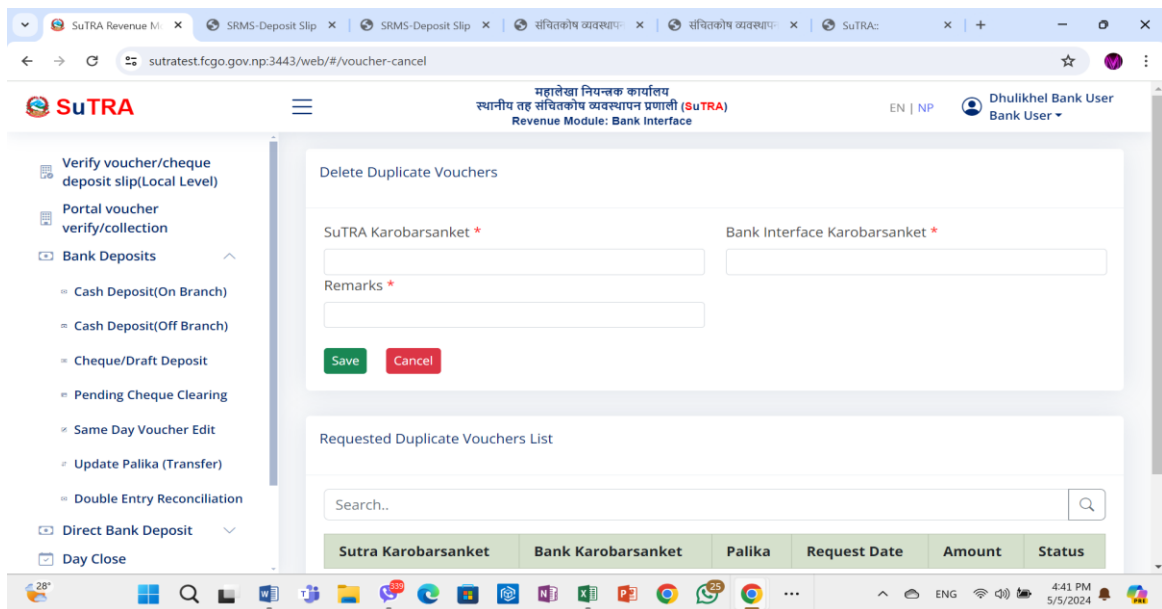 SuTRA Revenue Mo
SRMS-Deposit Slip
SRMS-Deposit Slip
संचितकोष व्यवस्थापन
संचितकोष व्यवस्थापन
SuTRA::
sutratest.fcgo.gov.np:3443/web/#/voucher-cancel
SuTRA
महालेखा नियन्त्रक कार्यालय
स्थानीय तह संचितकोष व्यवस्थापन प्रणाली (SuTRA)
Revenue Module: Bank Interface
EN | NP
Dhulikhel Bank User
Bank User
Verify voucher/cheque
deposit slip(Local Level)
Portal voucher
verify/collection
Bank Deposits
Cash Deposit(On Branch)
Cash Deposit(Off Branch)
Cheque/Draft Deposit
Pending Cheque Clearing
Same Day Voucher Edit
Update Palika (Transfer)
Double Entry Reconciliation
Direct Bank Deposit
Day Close
Delete Duplicate Vouchers
SuTRA Karobarsanket *
Bank Interface Karobarsanket *
Remarks *
Save
Cancel
Requested Duplicate Vouchers List
Search..
Sutra Karobarsanket Bank Karobarsanket Palika Request Date Amount Status
28°
339
25
ENG
4:41 PM
5/5/2024
PRE